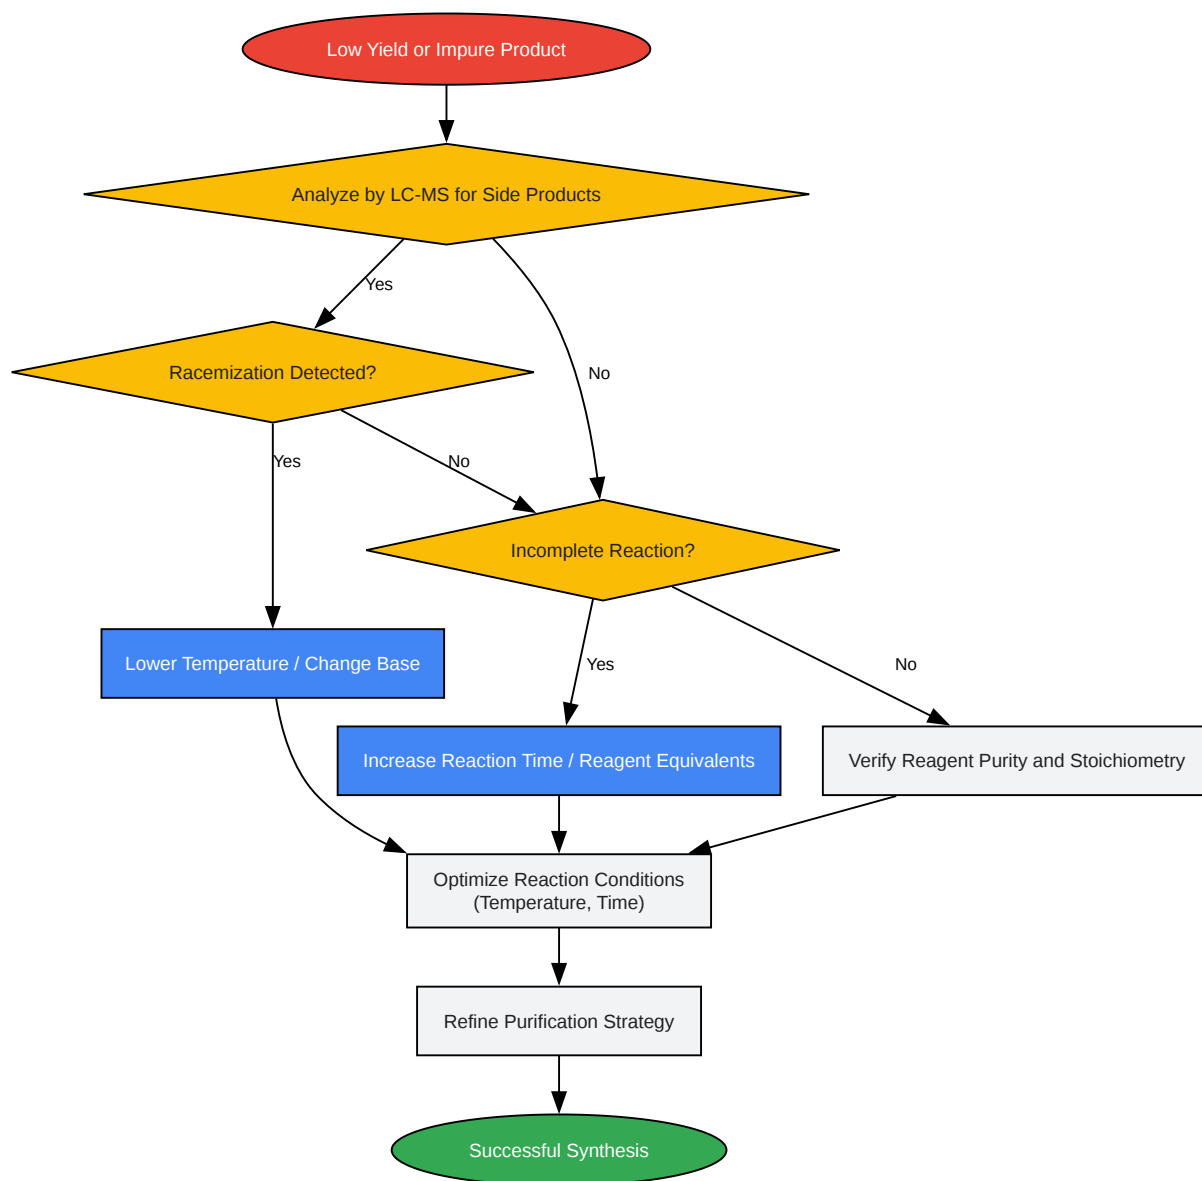 Low Yield or Impure Product
Analyze by LC-MS for Side Products
Yes
Racemization Detected?
No
Yes
No
Incomplete Reaction?
Lower Temperature / Change Base
Yes
No
Increase Reaction Time / Reagent Equivalents
Verify Reagent Purity and Stoichiometry
Optimize Reaction Conditions
(Temperature, Time)
Refine Purification Strategy
Successful Synthesis